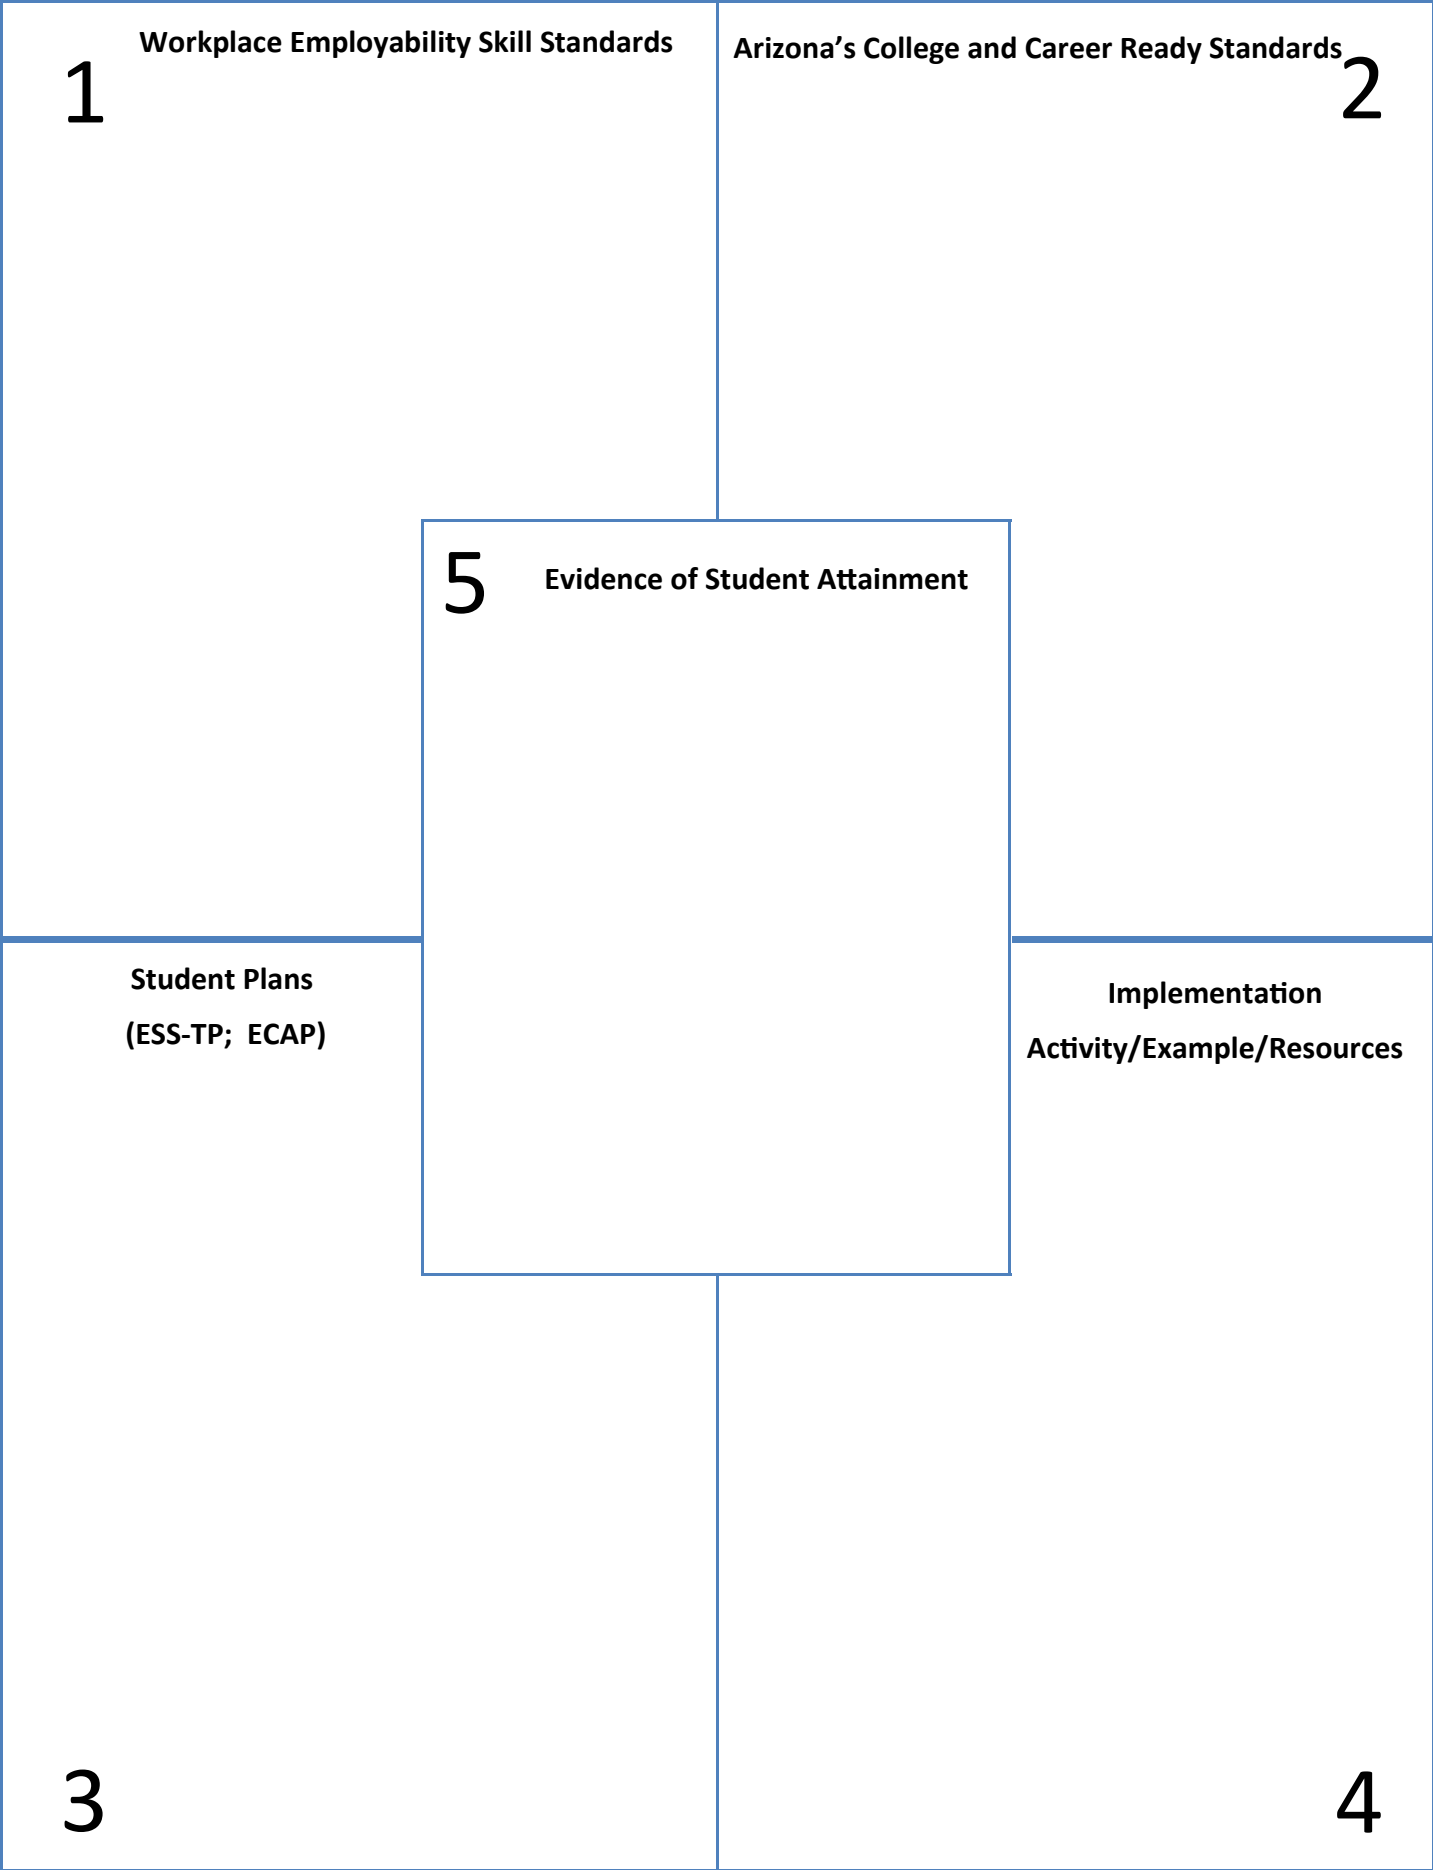 1
Workplace Employability Skill Standards
Arizona’s College and Career Ready Standards
2
5
Evidence of Student Attainment
Student Plans
(ESS-TP;  ECAP)
Implementation
Activity/Example/Resources
3
4